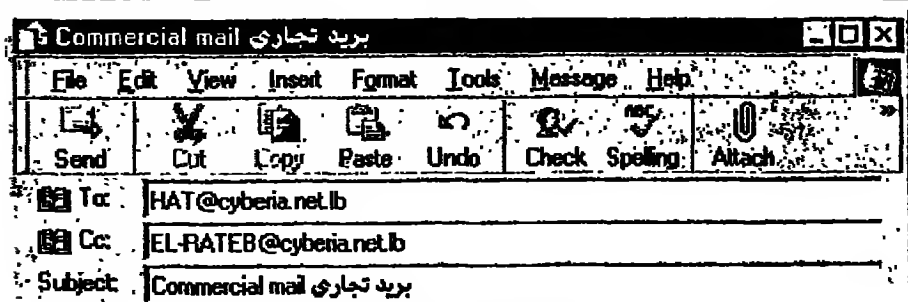 Commercial mail بريد تجاري
File Edit View Insert Format Tools Message Help
Send Cut Copy Paste Undo Check Spelling Attach »
To: HAT@cyberia.net.lb
Cc: EL-RATEB@cyberia.net.lb
Subject: Commercial mail بريد تجاري